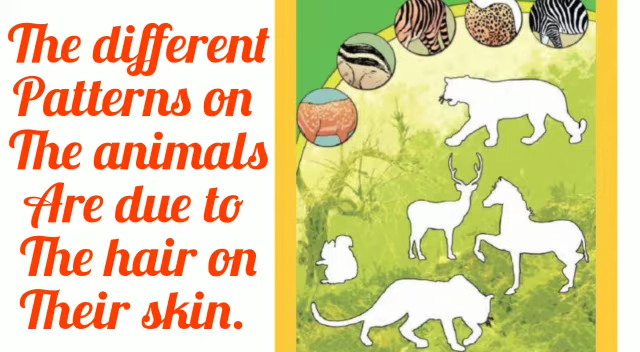 The different
Patterns on
The animals
Are due to
The hair on
Their skin.